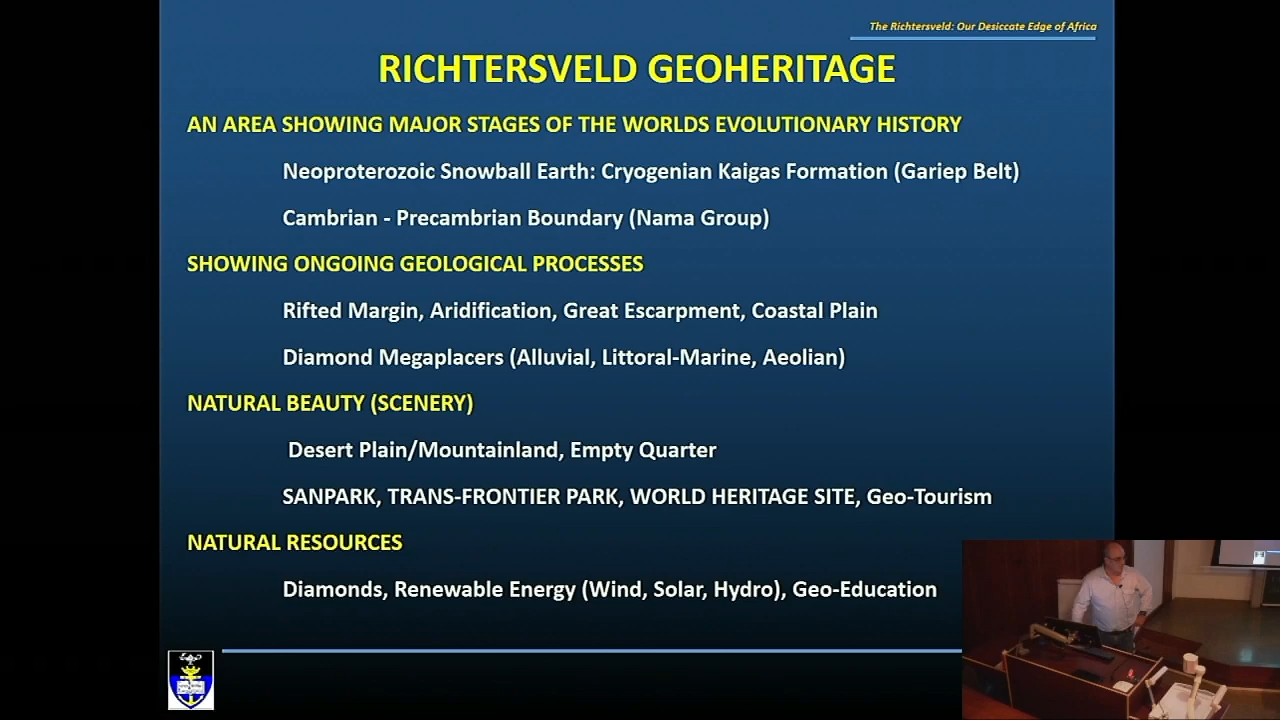 The Richtersveld: Our Desiccate Edge of Africa
RICHTERSVELD GEOHERITAGE
AN AREA SHOWING MAJOR STAGES OF THE WORLDS EVOLUTIONARY HISTORY
Neoproterozoic Snowball Earth: Cryogenian Kaigas Formation (Gariep Belt)
Cambrian - Precambrian Boundary (Nama Group)
SHOWING ONGOING GEOLOGICAL PROCESSES
Rifted Margin, Aridification, Great Escarpment, Coastal Plain
Diamond Megaplacers (Alluvial, Littoral-Marine, Aeolian)
NATURAL BEAUTY (SCENERY)
Desert Plain/Mountainland, Empty Quarter
SANPARK, TRANS-FRONTIER PARK, WORLD HERITAGE SITE, Geo-Tourism
NATURAL RESOURCES
Diamonds, Renewable Energy (Wind, Solar, Hydro), Geo-Education